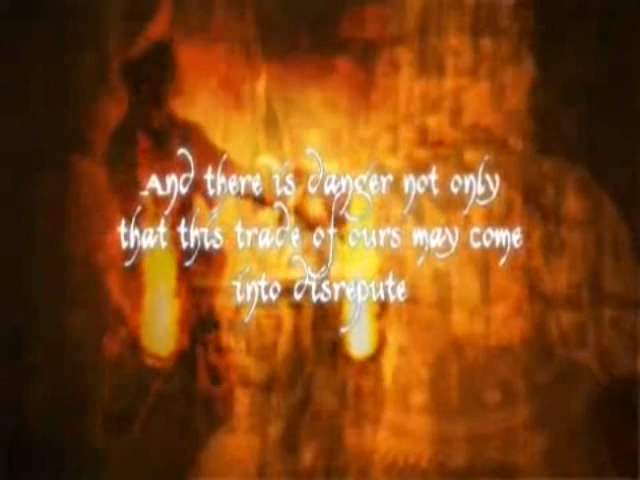 And there is danger not only
that this trade of ours may come
into disrepute